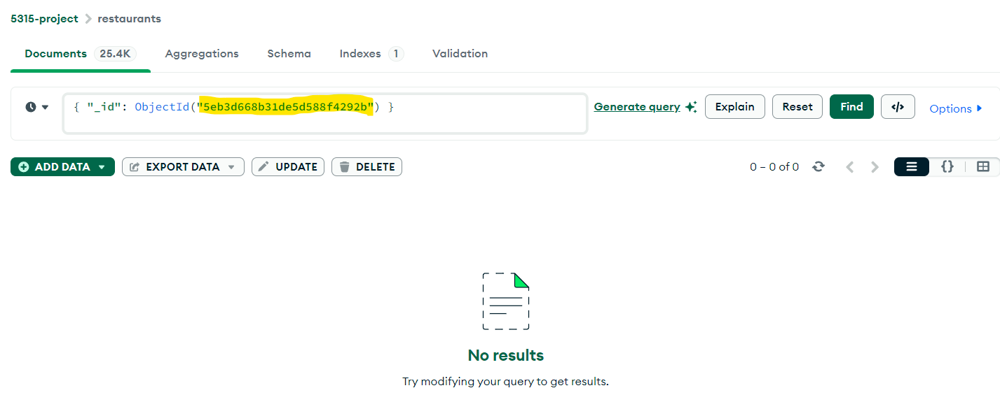 5315-project > restaurants
Documents 25.4K Aggregations Schema Indexes 1 Validation
{ "_id": ObjectId("5eb3d668b31de5d588f4292b") } Generate query Explain Reset Find </> Options
ADD DATA EXPORT DATA UPDATE DELETE 0 – 0 of 0 {}
No results
Try modifying your query to get results.